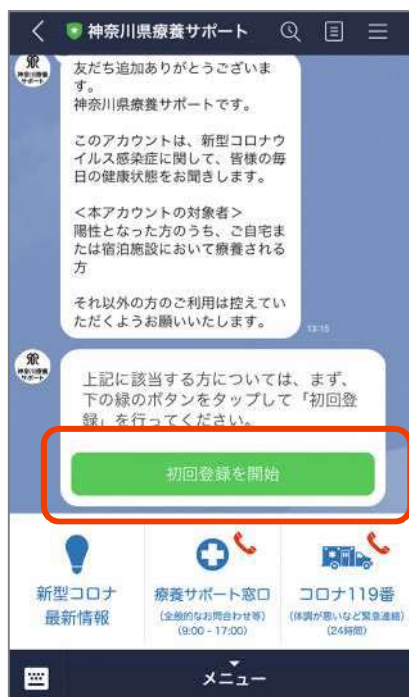 神奈川県療養サポート
友だち追加ありがとうございま
す。
神奈川県療養サポートです。
このアカウントは、新型コロナウ
イルス感染症に関して、皆様の毎
日の健康状態をお聞きします。
<本アカウントの対象者>
陽性となった方のうち、ご自宅ま
たは宿泊施設において療養される
方
それ以外の方のご利用は控えてい
ただくようお願いいたします。
13:15
上記に該当する方については、まず、
下の緑のボタンをタップして「初回登
録」を行ってください。
初回登録を開始
新型コロナ
最新情報
療養サポート窓口
(全般的なお問合わせ等)
(9:00 - 17:00)
コロナ119番
(体調が悪いなど緊急連絡)
(24時間)
メニュー